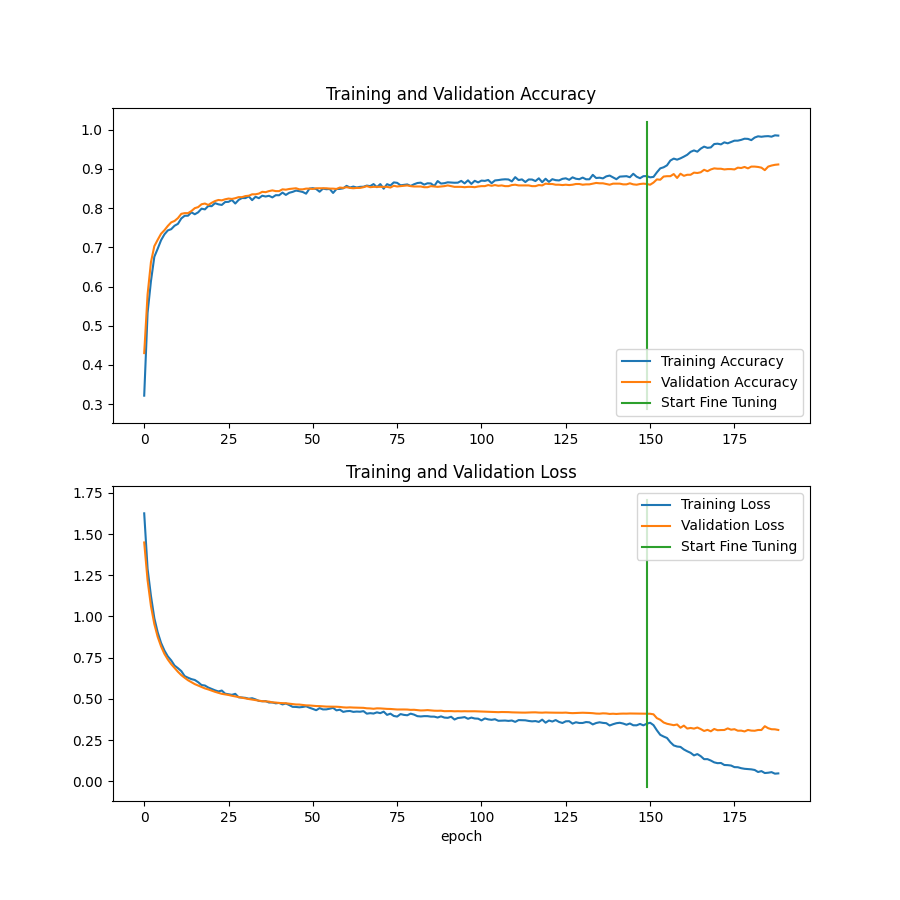 Training and Validation Accuracy
1.0
0.9
0.8
0.7
0.6
0.5
0.4
0.3
Training Accuracy
Validation Accuracy
Start Fine Tuning
0 25 50 75 100 125 150 175
Training and Validation Loss
1.75
1.50
1.25
1.00
0.75
0.50
0.25
0.00
Training Loss
Validation Loss
Start Fine Tuning
0 25 50 75 100 125 150 175
epoch